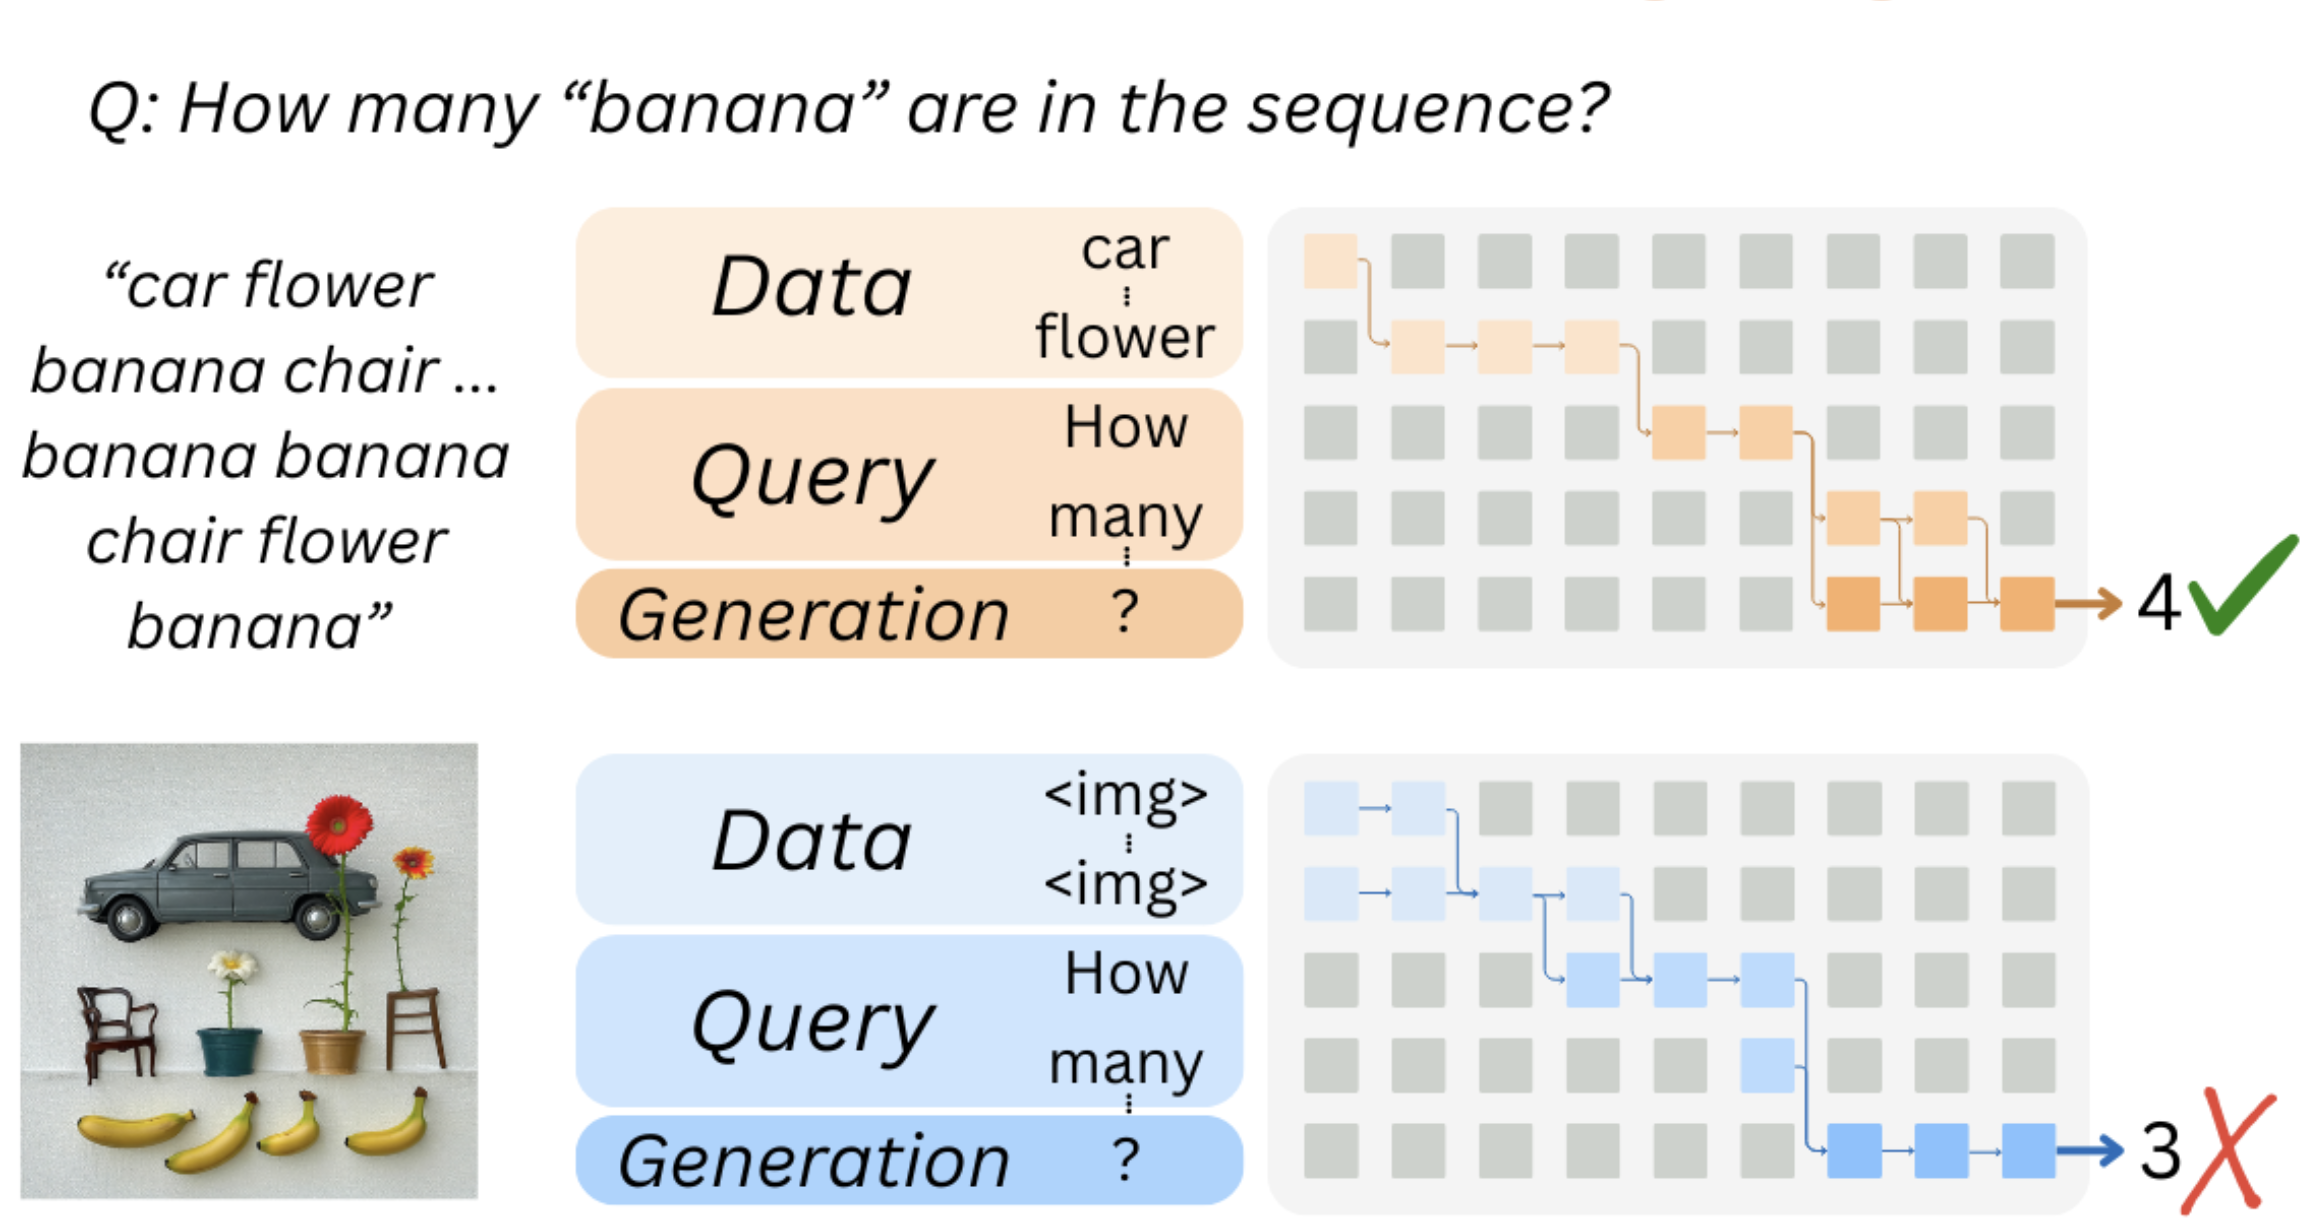 Q: How many “banana” are in the sequence?
“car flower
banana chair ...
banana banana
chair flower
banana”
Data
car
flower
Query
How
many
Generation
?
4
Data
<img>
<img>
Query
How
many
Generation
?
3